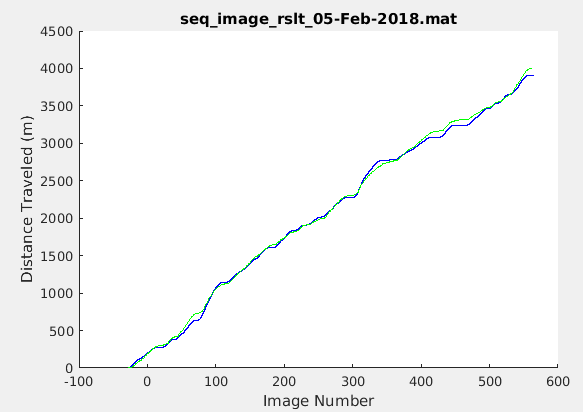 seq_image_rslt_05-Feb-2018.mat
4500
4000
3500
3000
2500
2000
1500
1000
500
0
Distance Traveled (m)
-100 0 100 200 300 400 500 600
Image Number